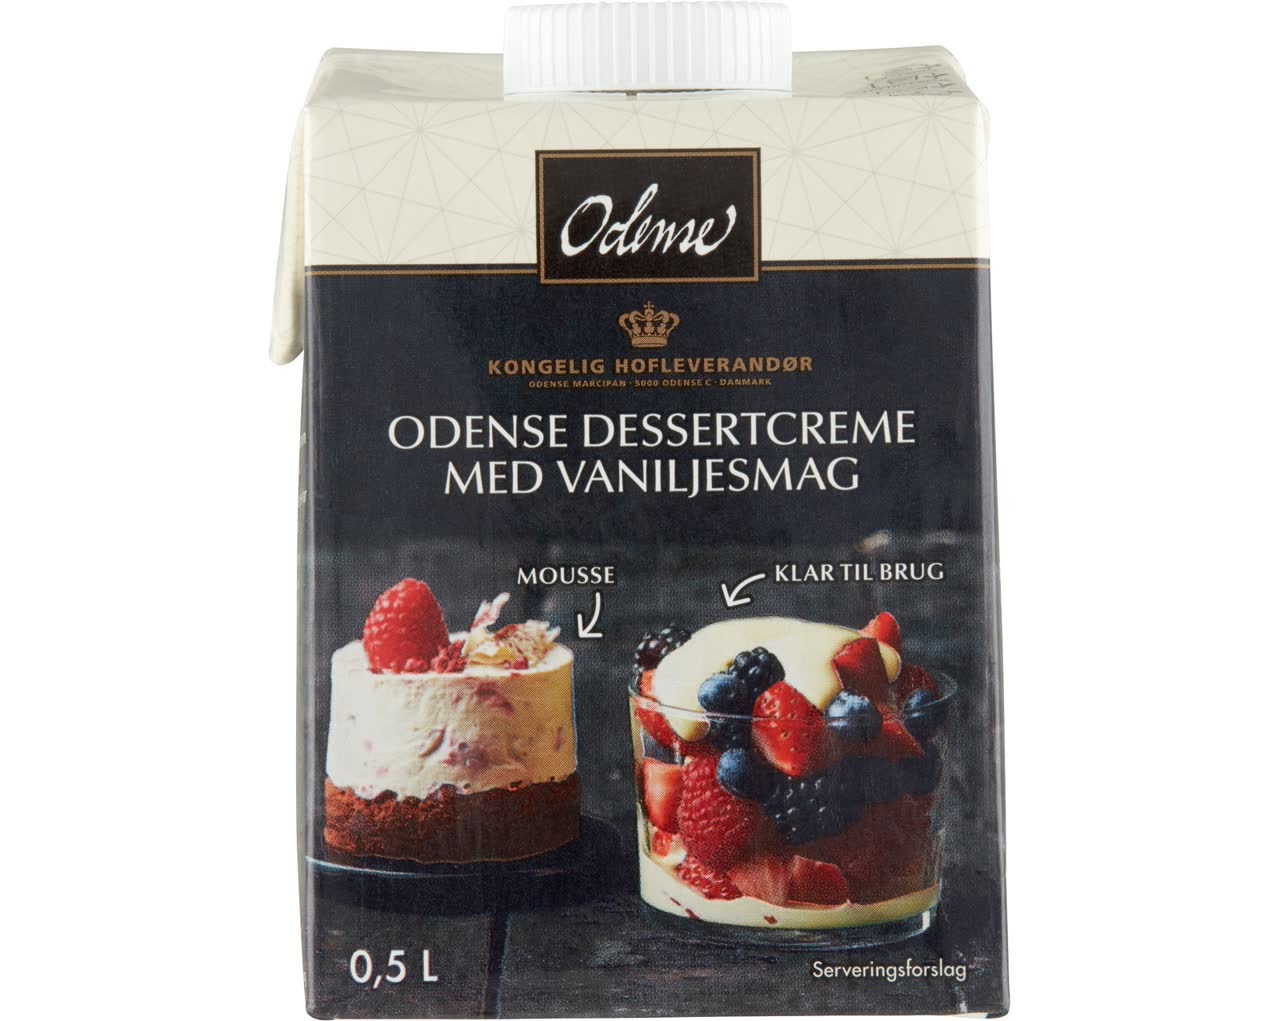 Odense
KONGELIG HOFLEVERANDØR
ODENSE MARCIPAN · 5000 ODENSE C · DANMARK
ODENSE DESSERTCREME
MED VANILJESMAG
MOUSSE
KLAR TIL BRUG
0,5 L
Serveringsforslag